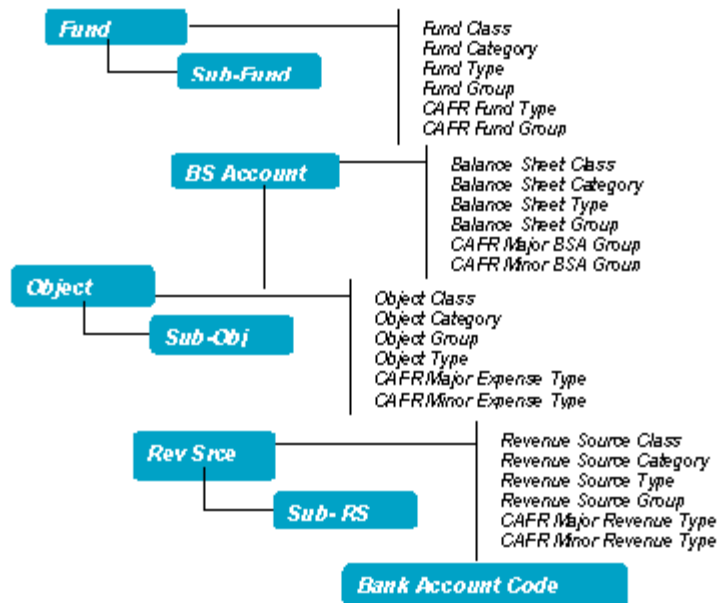 Fund
Fund Class
Fund Category
Fund Type
Fund Group
CAFR Fund Type
CAFR Fund Group
Sub-Fund
BS Account
Balance Sheet Class
Balance Sheet Category
Balance Sheet Type
Balance Sheet Group
CAFR Major BSA Group
CAFR Minor BSA Group
Object
Object Class
Object Category
Object Group
Object Type
CAFR Major Expense Type
CAFR Minor Expense Type
Sub-Obj
Rev Srce
Revenue Source Class
Revenue Source Category
Revenue Source Type
Revenue Source Group
CAFR Major Revenue Type
CAFR Minor Revenue Type
Sub- RS
Bank Account Code